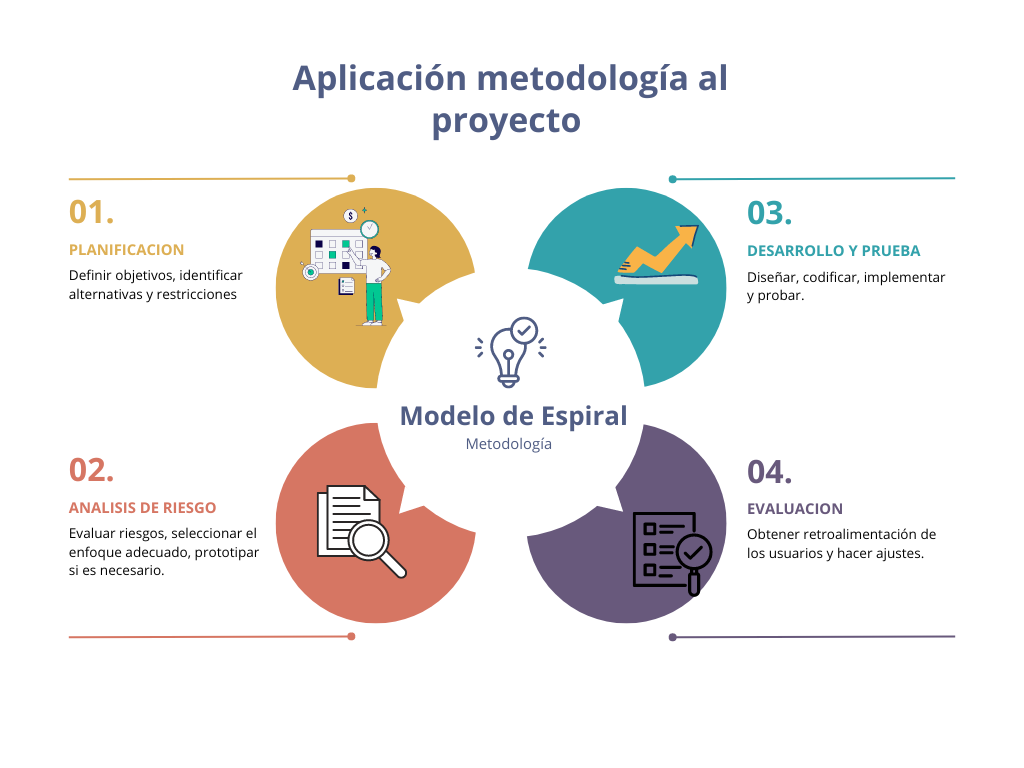 Aplicación metodología al
proyecto
01.
PLANIFICACION
Definir objetivos, identificar
alternativas y restricciones
02.
ANALISIS DE RIESGO
Evaluar riesgos, seleccionar el
enfoque adecuado, prototipar
si es necesario.
$
Modelo de Espiral
Metodología
03.
DESARROLLO Y PRUEBA
Diseñar, codificar, implementar
y probar.
04.
EVALUACION
Obtener retroalimentación de
los usuarios y hacer ajustes.